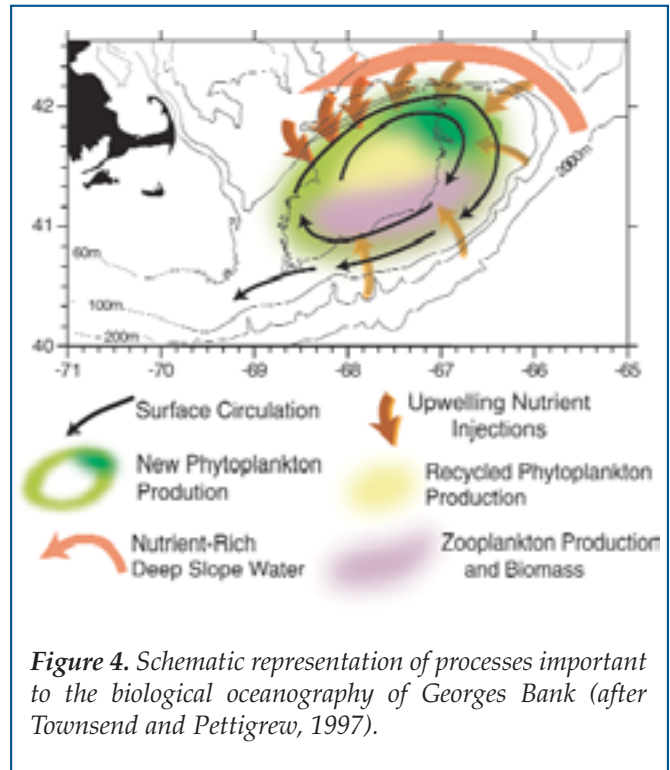 42
41
40
60m
100m
200m
2000m
-71
-70
-69
-68
-67
-66
-65
Surface Circulation
Upwelling Nutrient
Injections
New Phytoplankton
Prodution
Recycled Phytoplankton
Production
Nutrient-Rich
Deep Slope Water
Zooplankton Production
and Biomass
Figure 4. Schematic representation of processes important
to the biological oceanography of Georges Bank (after
Townsend and Pettigrew, 1997).